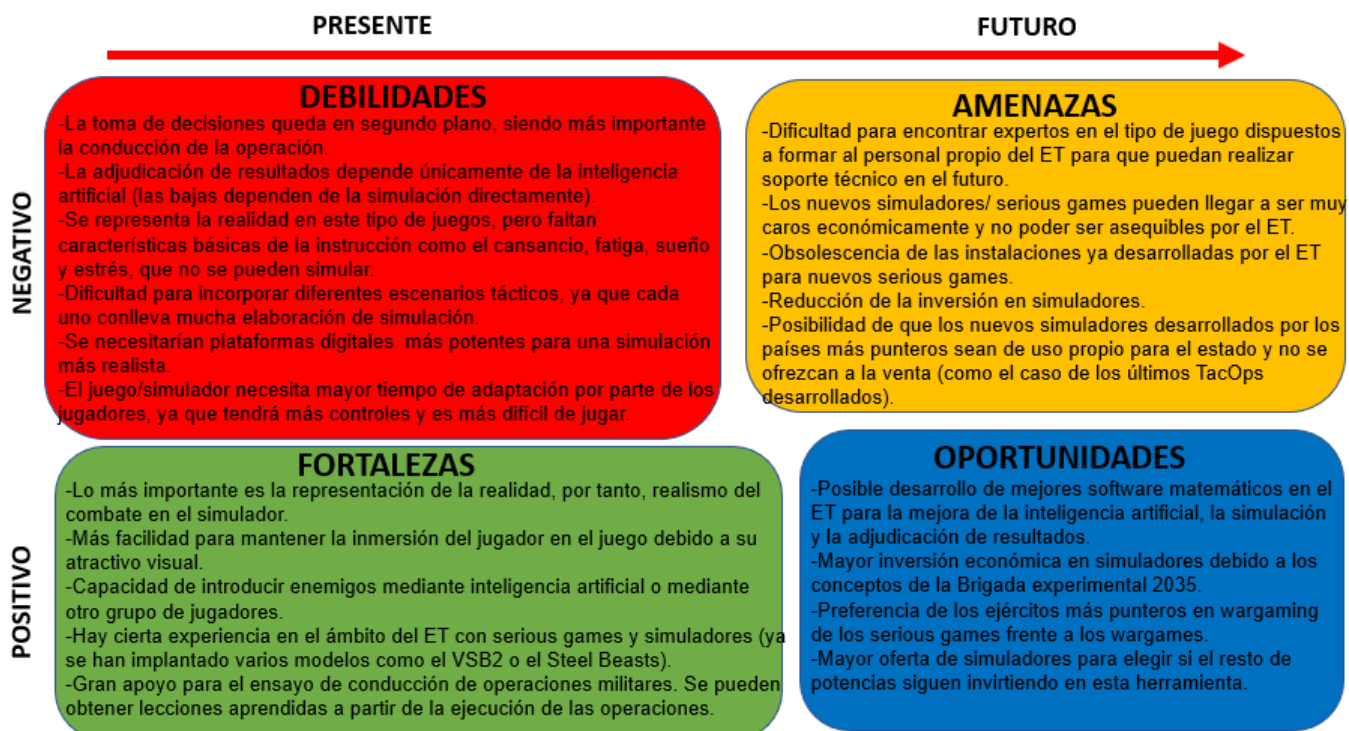 PRESENTE
FUTURO
NEGATIVO
DEBILIDADES
-La toma de decisiones queda en segundo plano, siendo más importante
la conducción de la operación.
-La adjudicación de resultados depende únicamente de la inteligencia
artificial (las bajas dependen de la simulación directamente).
-Se representa la realidad en este tipo de juegos, pero faltan
características básicas de la instrucción como el cansancio, fatiga, sueño
y estrés, que no se pueden simular.
-Dificultad para incorporar diferentes escenarios tácticos, ya que cada
uno conlleva mucha elaboración de simulación.
-Se necesitarían plataformas digitales  más potentes para una simulación
más realista.
-El juego/simulador necesita mayor tiempo de adaptación por parte de los
jugadores, ya que tendrá más controles y es más difícil de jugar.
AMENAZAS
-Dificultad para encontrar expertos en el tipo de juego dispuestos
a formar al personal propio del ET para que puedan realizar
soporte técnico en el futuro.
-Los nuevos simuladores/ serious games pueden llegar a ser muy
caros económicamente y no poder ser asequibles por el ET.
-Obsolescencia de las instalaciones ya desarrolladas por el ET
para nuevos serious games.
-Reducción de la inversión en simuladores.
-Posibilidad de que los nuevos simuladores desarrollados por los
países más punteros sean de uso propio para el estado y no se
ofrezcan a la venta (como el caso de los últimos TacOps
desarrollados).
POSITIVO
FORTALEZAS
-Lo más importante es la representación de la realidad, por tanto, realismo del
combate en el simulador.
-Más facilidad para mantener la inmersión del jugador en el juego debido a su
atractivo visual.
-Capacidad de introducir enemigos mediante inteligencia artificial o mediante
otro grupo de jugadores.
-Hay cierta experiencia en el ámbito del ET con serious games y simuladores (ya
se han implantado varios modelos como el VSB2 o el Steel Beasts).
-Gran apoyo para el ensayo de conducción de operaciones militares. Se pueden
obtener lecciones aprendidas a partir de la ejecución de las operaciones.
OPORTUNIDADES
-Posible desarrollo de mejores software matemáticos en el
ET para la mejora de la inteligencia artificial, la simulación
y la adjudicación de resultados.
-Mayor inversión económica en simuladores debido a los
conceptos de la Brigada experimental 2035.
-Preferencia de los ejércitos más punteros en wargaming
de los serious games frente a los wargames.
-Mayor oferta de simuladores para elegir si el resto de
potencias siguen invirtiendo en esta herramienta.